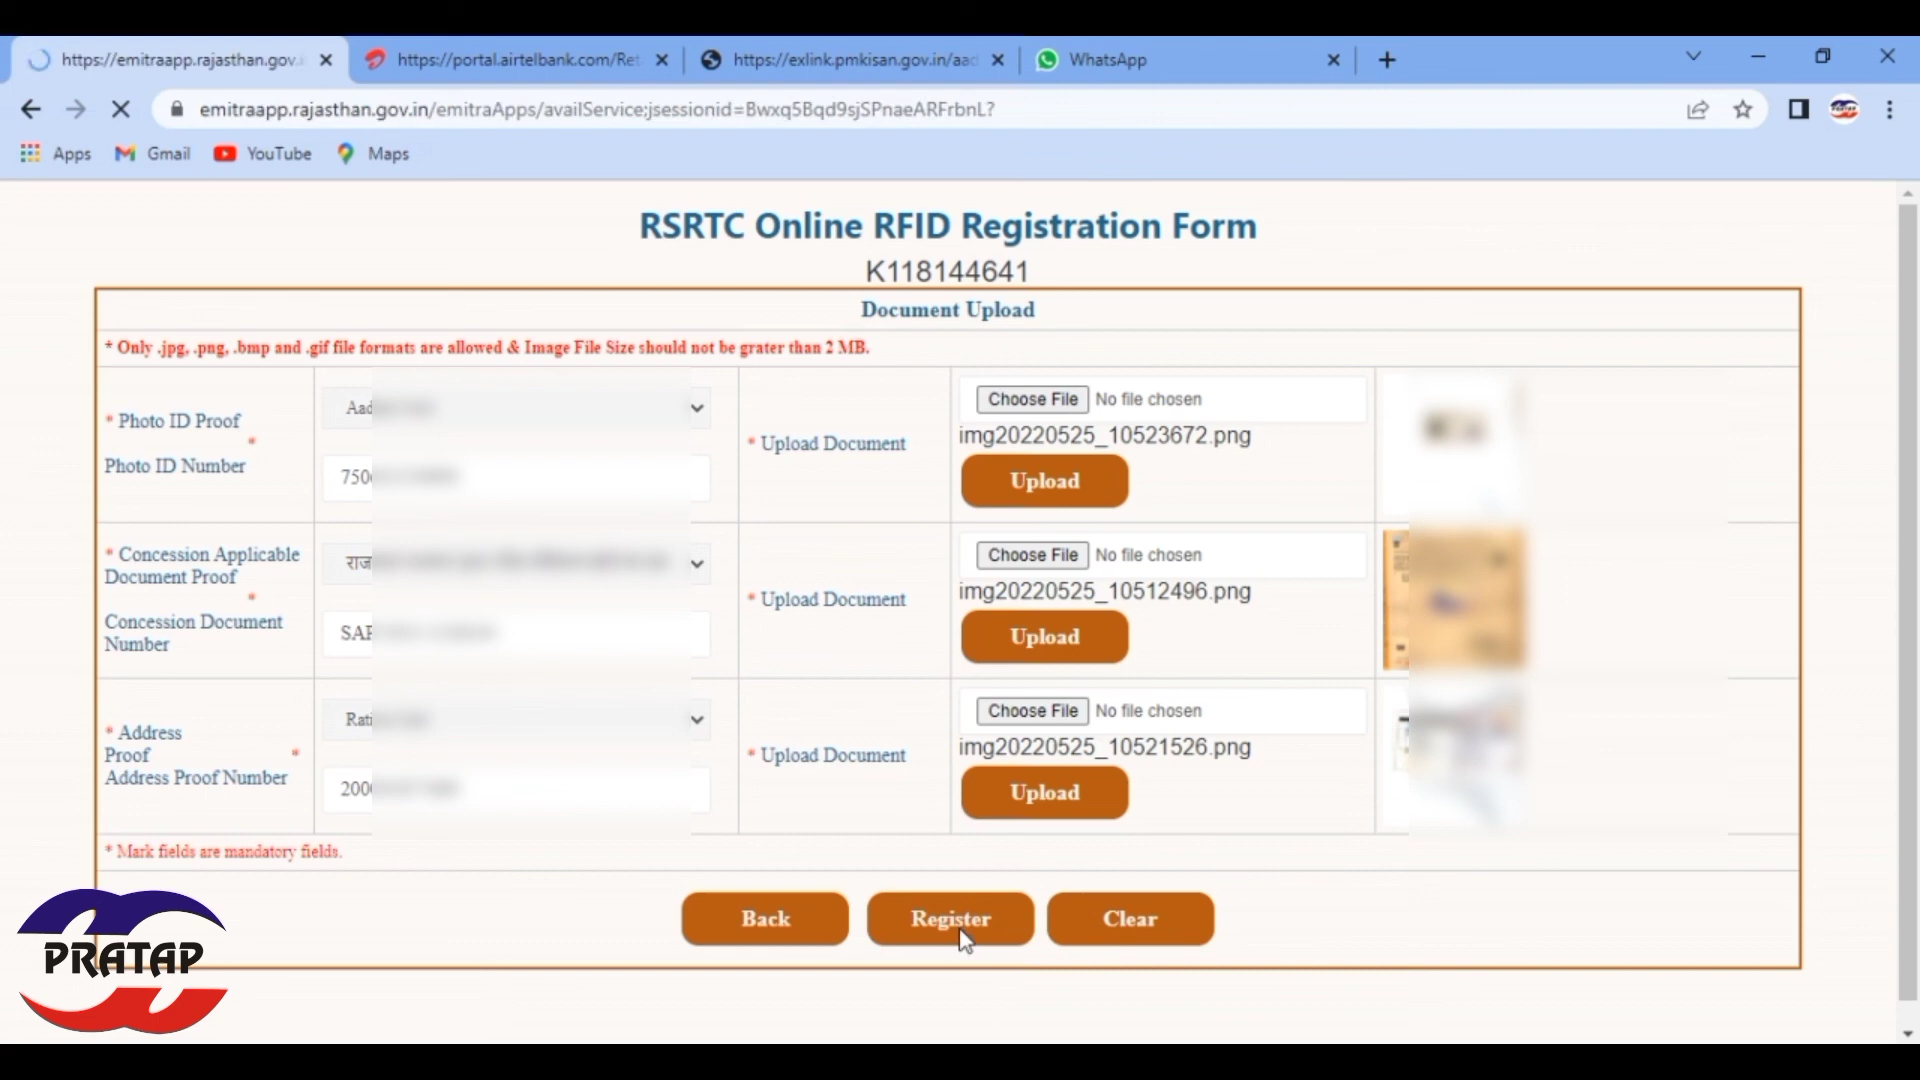 https://emitraapp.rajasthan.gov.i
https://portal.airtelbank.com/Ret
https://exlink.pmkisan.gov.in/aad
WhatsApp
emitraapp.rajasthan.gov.in/emitraApps/availService;jsessionid=Bwxq5Bqd9sjSPnaeARFrbnL?
Apps
Gmail
YouTube
Maps
RSRTC Online RFID Registration Form
K118144641
Document Upload
* Only .jpg, .png, .bmp and .gif file formats are allowed & Image File Size should not be grater than 2 MB.
* Photo ID Proof
*
Photo ID Number
* Upload Document
Choose File No file chosen
img20220525_10523672.png
Upload
* Concession Applicable
Document Proof
*
Concession Document
Number
* Upload Document
Choose File No file chosen
img20220525_10512496.png
Upload
* Address
Proof *
Address Proof Number
* Upload Document
Choose File No file chosen
img20220525_10521526.png
Upload
* Mark fields are mandatory fields.
Back
Register
Clear
PRATAP